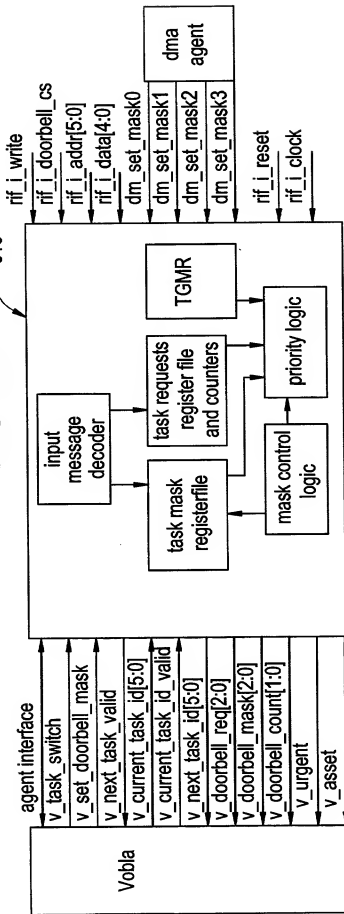 Vobla
agent interface
v_task_switch
v_set_doorbell_mask
v_next_task_valid
v_current_task_id[5:0]
v_current_task_id_valid
v_next_task_id[5:0]
v_doorbell_req[2:0]
v_doorbell_mask[2:0]
v_doorbell_count[1:0]
v_urgent
v_asset
input
message
decoder
task mask
registerfile
task requests
register file
and counters
TGMR
mask control
logic
priority logic
rif_i_write
rif_i_doorbell_cs
rif_i_addr[5:0]
rif_i_data[4:0]
dm_set_mask0
dm_set_mask1
dm_set_mask2
dm_set_mask3
rif_i_reset
rif_i_clock
dma
agent